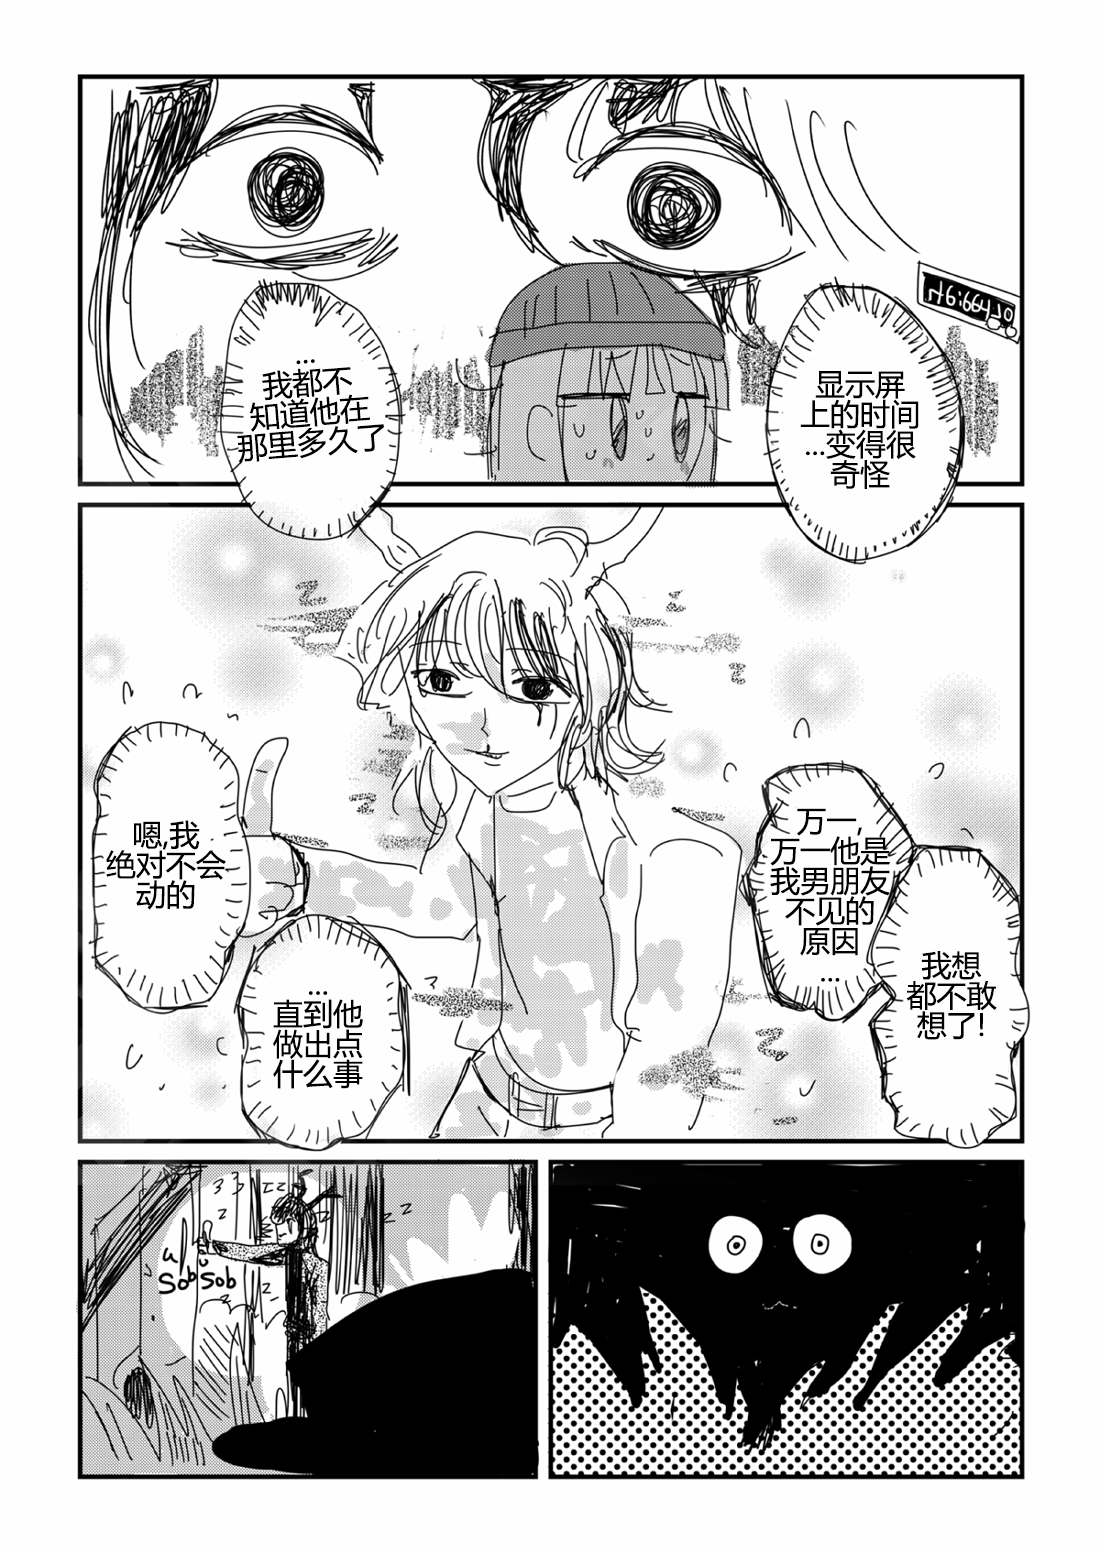 显示屏
上的时间
...变得很
奇怪
...
我都不
知道他在
那里多久了
万一,
万一他是
我男朋友
不见的
原因
...
我想
都不敢
想了!
嗯,我
绝对不会
动的
...
直到他
做出点
什么事
Sob
Sob